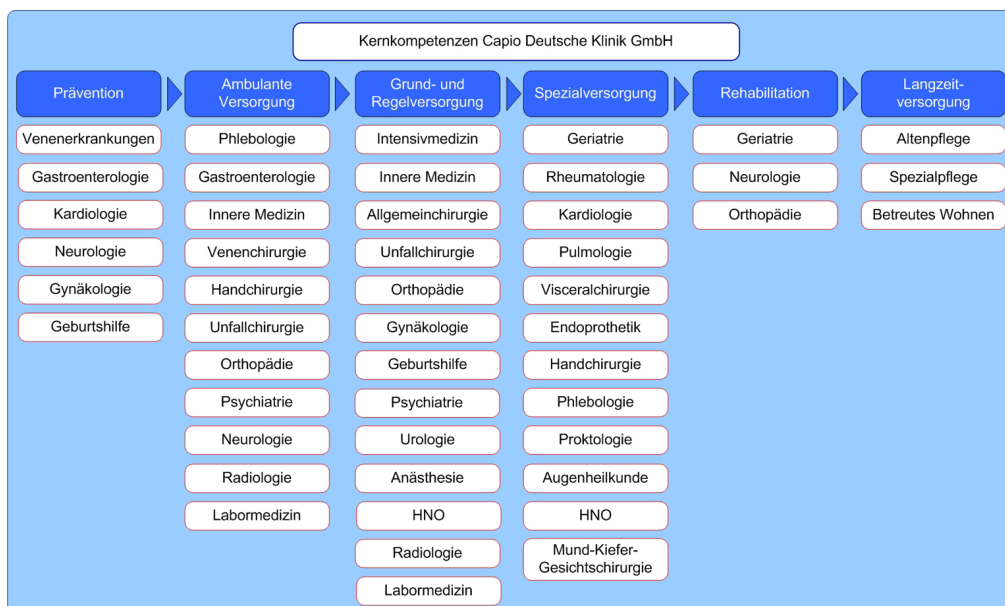 Kernkompetenzen Capio Deutsche Klinik GmbH
Prävention
Venenerkrankungen
Gastroenterologie
Kardiologie
Neurologie
Gynäkologie
Geburtshilfe
Ambulante
Versorgung
Phlebologie
Gastroenterologie
Innere Medizin
Venenchirurgie
Handchirurgie
Unfallchirurgie
Orthopädie
Psychiatrie
Neurologie
Radiologie
Labormedizin
Grund- und
Regelversorgung
Intensivmedizin
Innere Medizin
Allgemeinchirurgie
Unfallchirurgie
Orthopädie
Gynäkologie
Geburtshilfe
Psychiatrie
Urologie
Anästhesie
HNO
Radiologie
Labormedizin
Spezialversorgung
Geriatrie
Rheumatologie
Kardiologie
Pulmologie
Visceralchirurgie
Endoprothetik
Handchirurgie
Phlebologie
Proktologie
Augenheilkunde
HNO
Mund-Kiefer-
Gesichtschirurgie
Rehabilitation
Geriatrie
Neurologie
Orthopädie
Langzeit-
versorgung
Altenpflege
Spezialpflege
Betreutes Wohnen